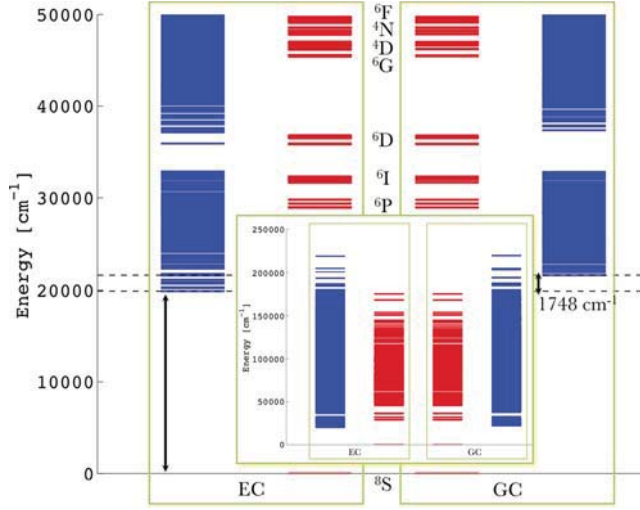 50000
40000
30000
20000
10000
0
Energy [cm⁻¹]
⁶F
⁴N
⁴D
⁶G
⁶D
⁶I
⁶P
⁸S
1748 cm⁻¹
EC
GC
250000
200000
150000
100000
50000
0
Energy [cm⁻¹]
EC
GC